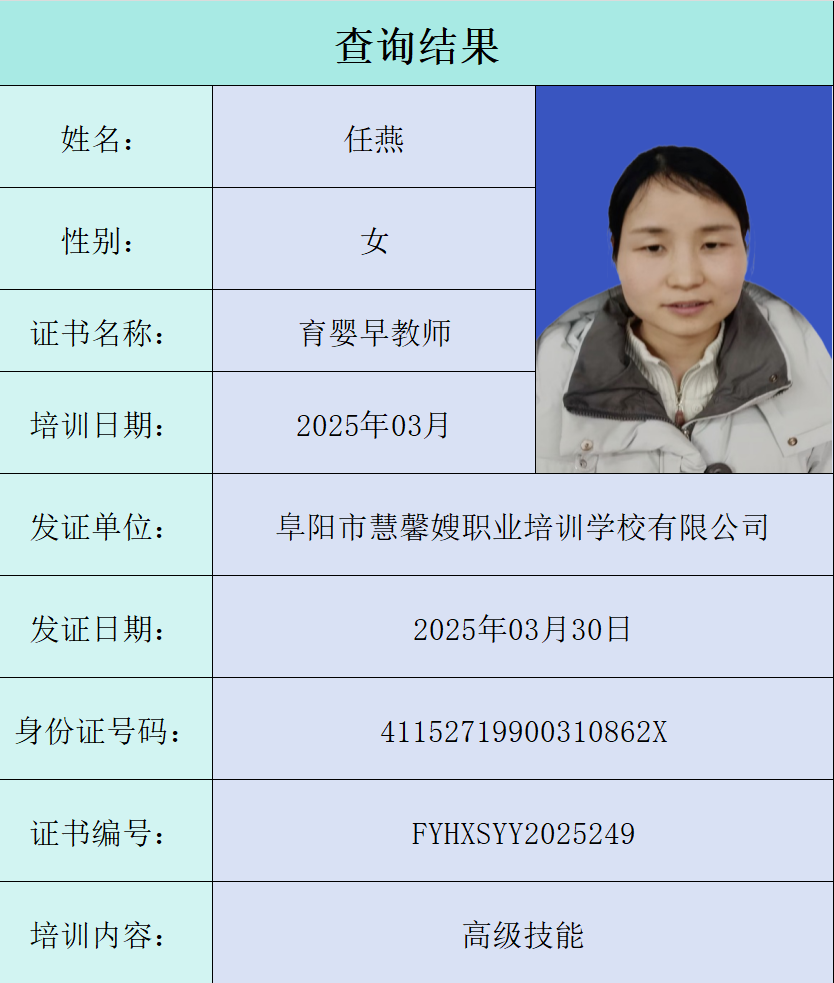 查询结果
姓名： 任燕
性别： 女
证书名称： 育婴早教师
培训日期： 2025年03月
发证单位： 阜阳市慧馨嫂职业培训学校有限公司
发证日期： 2025年03月30日
身份证号码： 41152719900310862X
证书编号： FYHXSYY2025249
培训内容： 高级技能